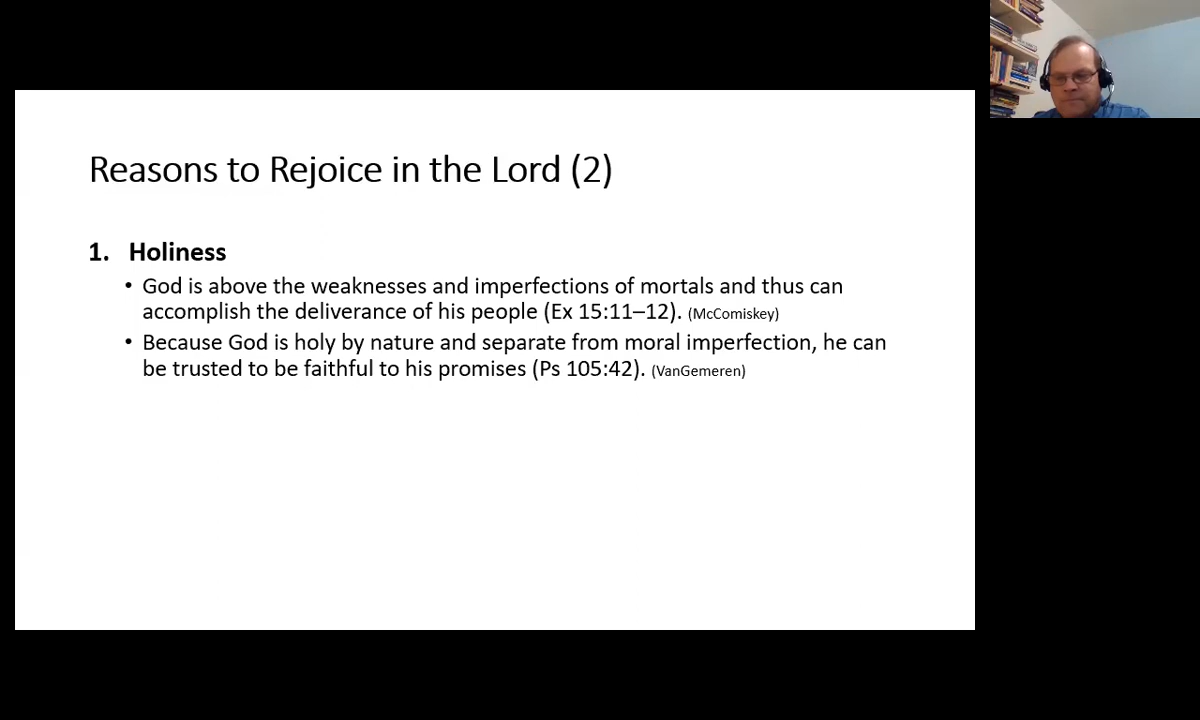 Reasons to Rejoice in the Lord (2)
1. Holiness
• God is above the weaknesses and imperfections of mortals and thus can
accomplish the deliverance of his people (Ex 15:11–12). (McComiskey)
• Because God is holy by nature and separate from moral imperfection, he can
be trusted to be faithful to his promises (Ps 105:42). (VanGemeren)